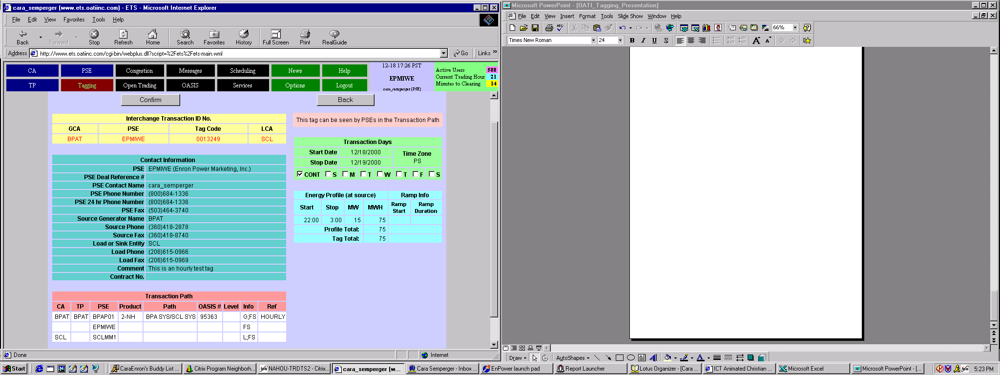 cara_semperger (www.ets.oatiinc.com) - ETS - Microsoft Internet Explorer
File Edit View Favorites Tools Help
Back Forward Stop Refresh Home Search Favorites History Full Screen Print RealGuide
Address http://www.ets.oatiinc.com/cgi-bin/webplus.dll?script=%2Fets%2Fets-main.wml Go Links »
CA PSE Congestion Messages Scheduling News Help
TP Tagging Open Trading OASIS Services Options Logout
12-18 17:26 PST
EPMIWE
cara_semperger (PSE)
Active Users 588
Current Trading Hour 21
Minutes to Clearing 14
Confirm Back
Interchange Transaction ID No.
GCA PSE Tag Code LCA
BPAT EPMIWE 0013249 SCL
Contact Information
PSE EPMIWE (Enron Power Marketing, Inc.)
PSE Deal Reference #
PSE Contact Name cara_semperger
PSE Phone Number (800)684-1336
PSE 24 hr Phone Number (800)684-1336
PSE Fax (503)464-3740
Source Generator Name BPAT
Source Phone (360)418-2878
Source Fax (360)418-8740
Load or Sink Entity SCL
Load Phone (206)615-0966
Load Fax (206)615-0969
Comment This is an hourly test tag
Contract No.
Transaction Path
CA TP PSE Product Path OASIS # Level Info Ref
BPAT BPAT BPAP01 2-NH BPA SYS/SCL SYS 95363 G;FS HOURLY
EPMIWE FS
SCL SCLMM1 L;FS
This tag can be seen by PSEs in the Transaction Path
Transaction Days
Start Date 12/18/2000 Time Zone
Stop Date 12/19/2000 PS
CONT S M T W T F S
Energy Profile (at source) Ramp Info
Start Stop MW MWH Ramp Start Ramp Duration
22:00 3:00 15 75
Profile Total: 75
Tag Total: 75
Done Internet
Microsoft PowerPoint - [OATI_Tagging_Presentation]
File Edit View Insert Format Tools Slide Show Window Help
66%
Times New Roman 24 B I U S A A
Draw AutoShapes
Start CaraEnron's Buddy List ... Citrix Program Neighborh... NAHOU-TRDTS2 - Citrix... cara_semperger (w... Cara Semperger - Inbox ... EnPower launch pad Report Launcher Lotus Organizer - [Cara ... ICT Animated Christian ... Microsoft Excel Microsoft PowerPoint - [... 5:23 PM